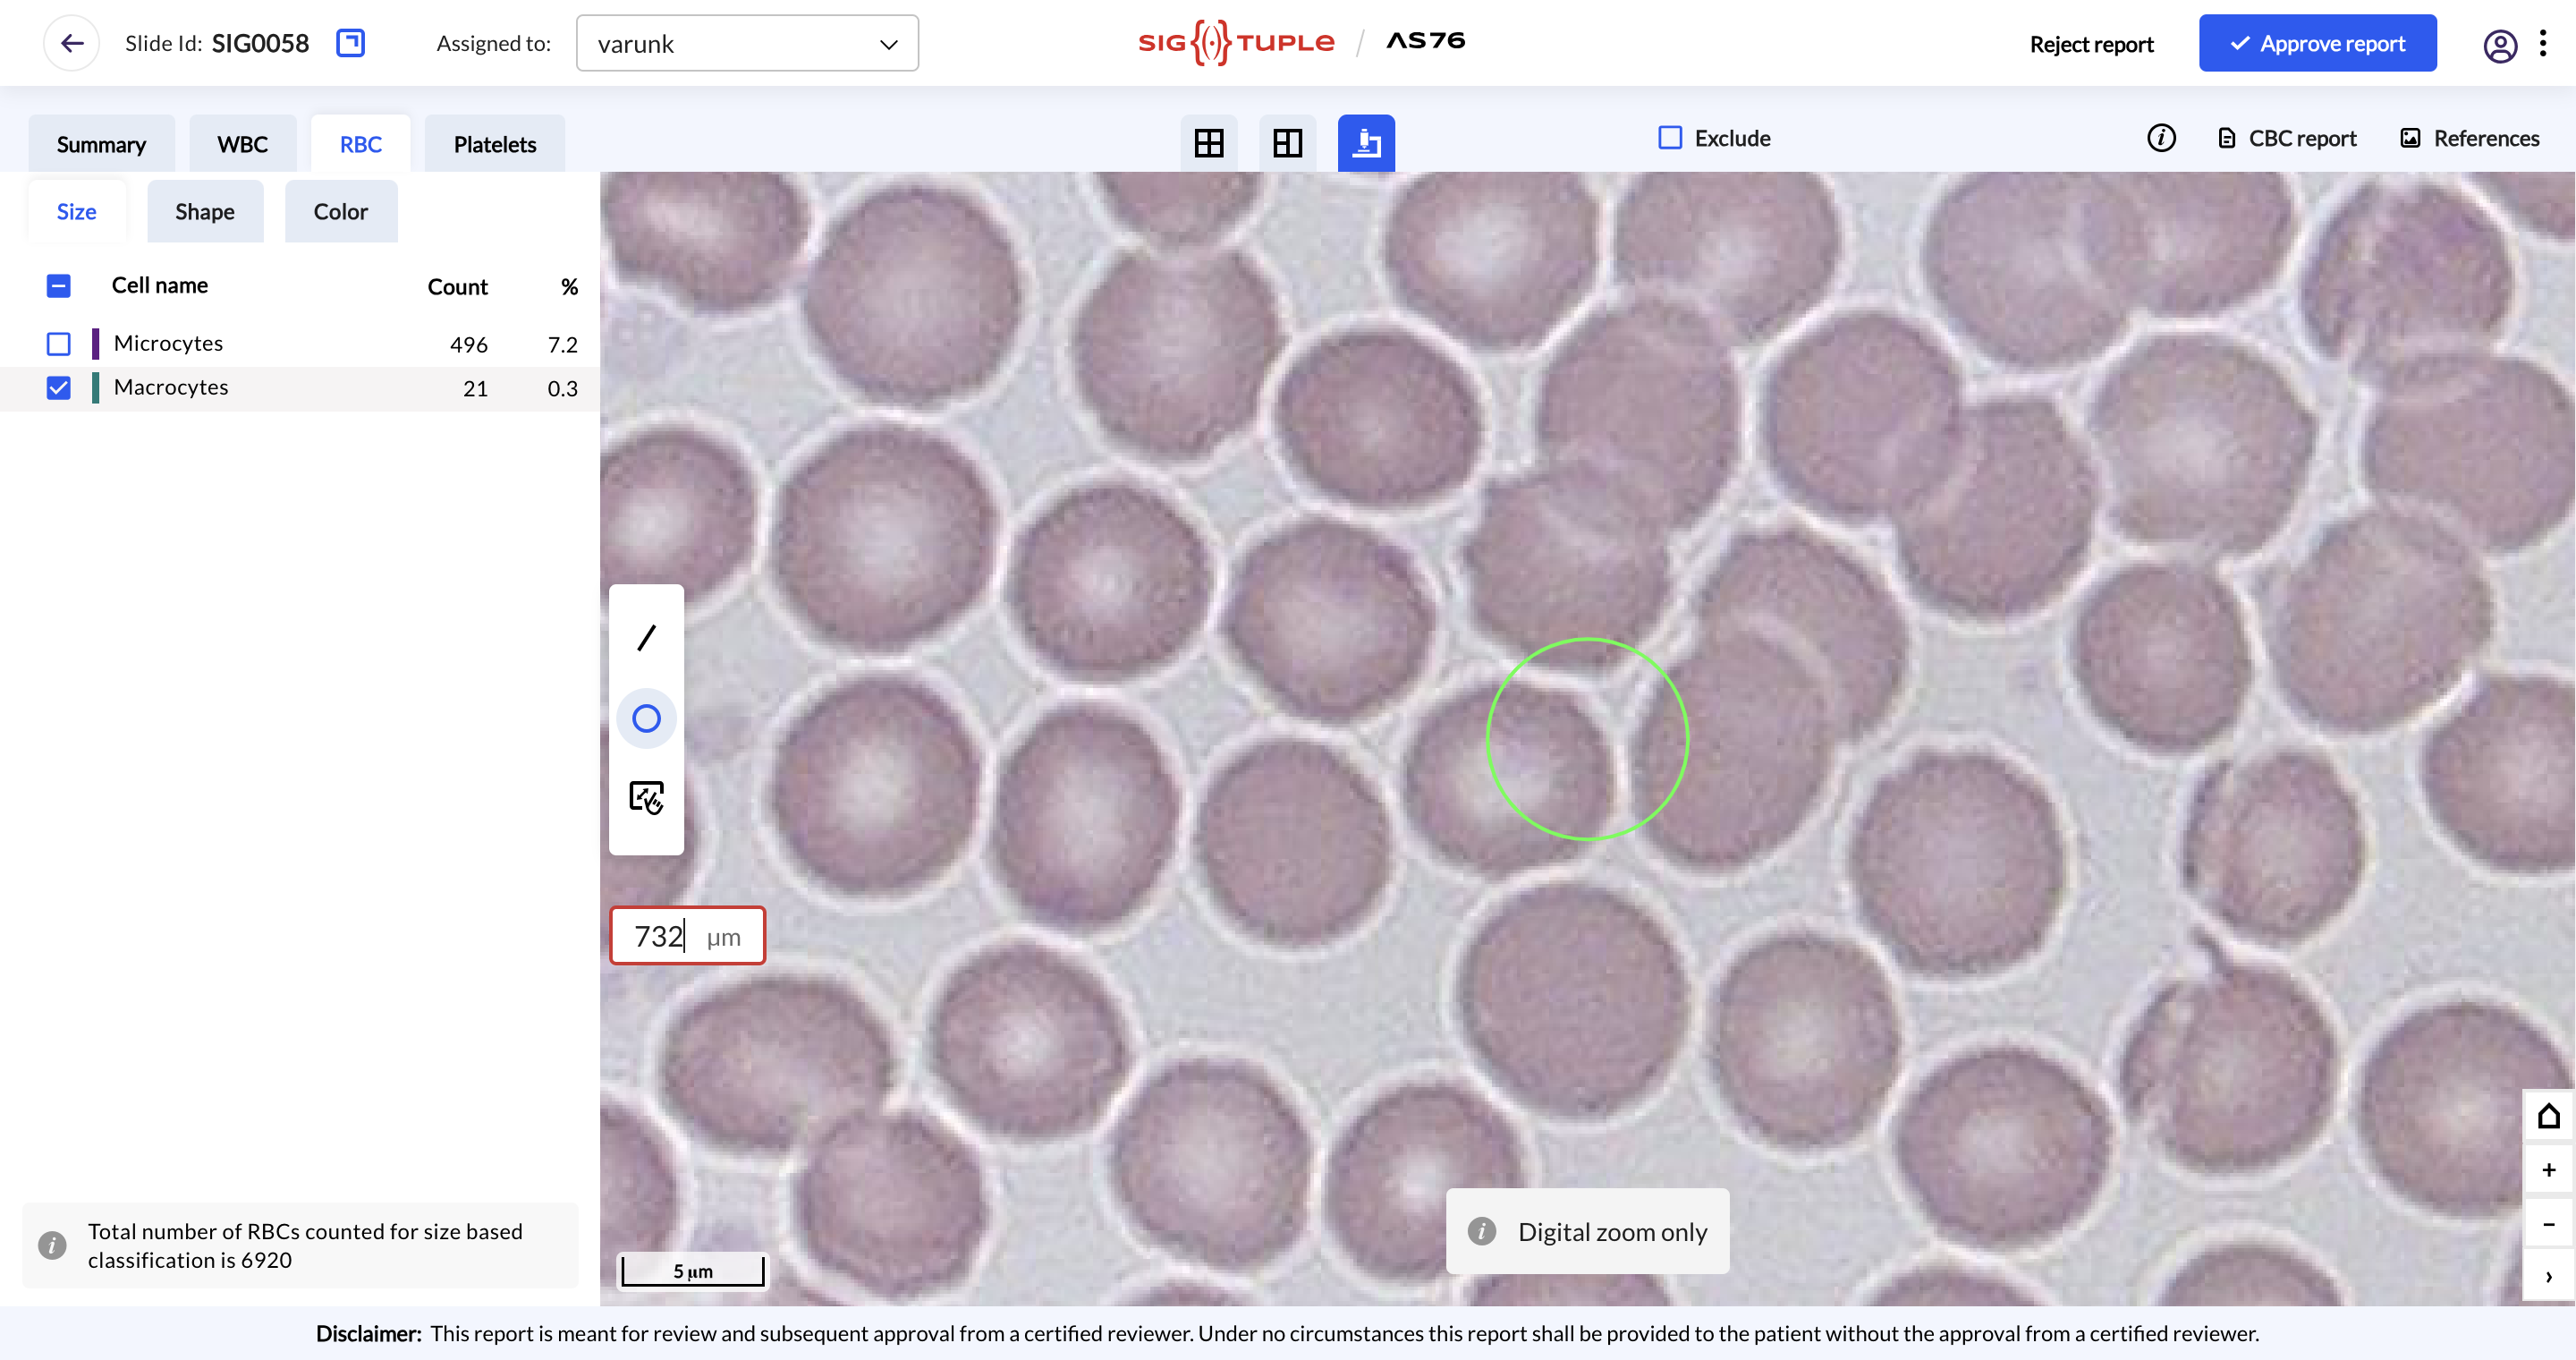 Slide Id: SIG0058 Assigned to: varunk SIG TUPLE / AS76 Reject report Approve report
Summary WBC RBC Platelets Exclude CBC report References
Size Shape Color
Cell name Count %
Microcytes 496 7.2
Macrocytes 21 0.3
732 µm
Total number of RBCs counted for size based
classification is 6920
5 µm
Digital zoom only
Disclaimer: This report is meant for review and subsequent approval from a certified reviewer. Under no circumstances this report shall be provided to the patient without the approval from a certified reviewer.